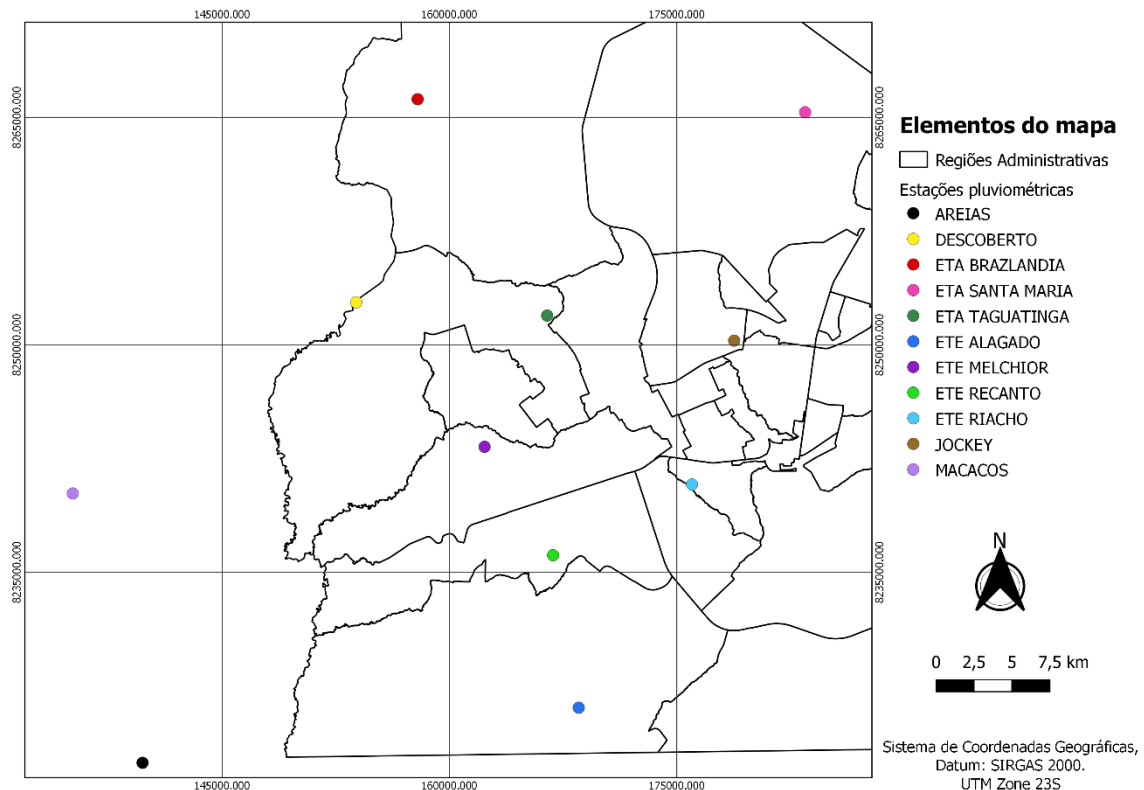 145000.000 160000.000 175000.000
8265000.000 8265000.000
8250000.000 8250000.000
8235000.000 8235000.000
145000.000 160000.000 175000.000
Elementos do mapa
Regiões Administrativas
Estações pluviométricas
AREIAS
DESCOBERTO
ETA BRAZLANDIA
ETA SANTA MARIA
ETA TAGUATINGA
ETE ALAGADO
ETE MELCHIOR
ETE RECANTO
ETE RIACHO
JOCKEY
MACACOS
N
0 2,5 5 7,5 km
Sistema de Coordenadas Geográficas,
Datum: SIRGAS 2000.
UTM Zone 23S